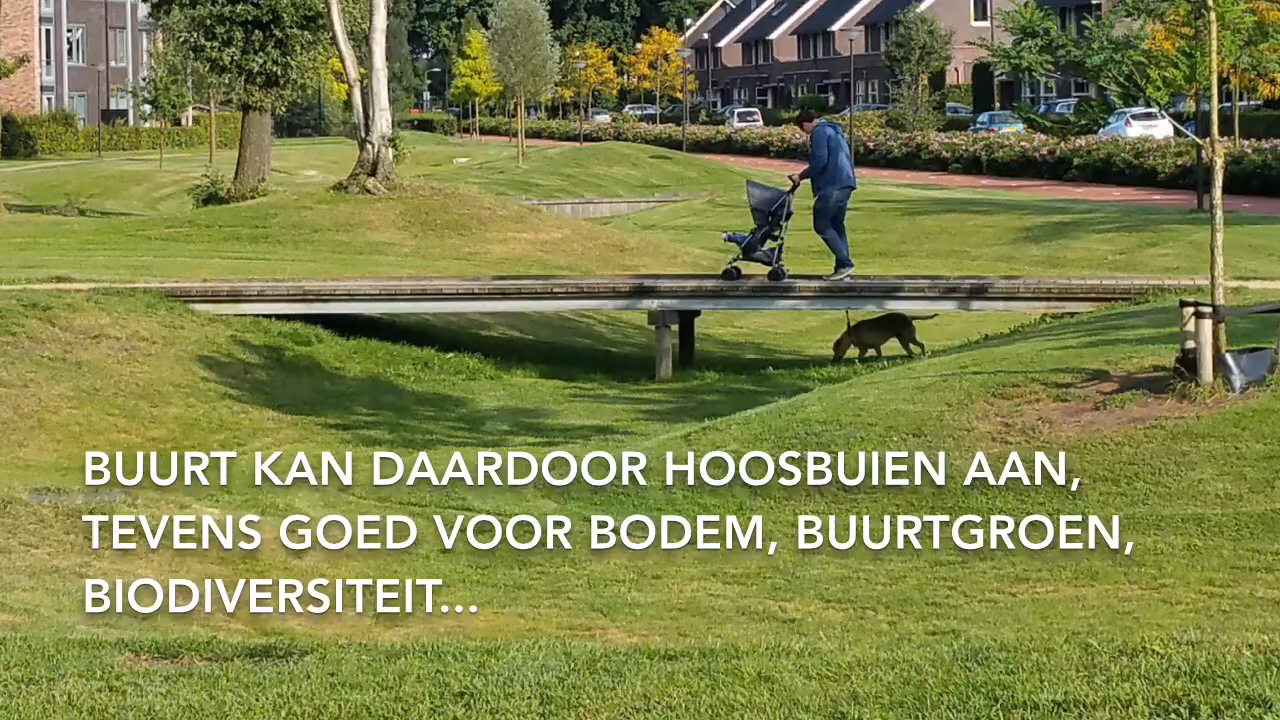 BUURT KAN DAARDOOR HOOSBUIEN AAN,
TEVENS GOED VOOR BODEM, BUURTGROEN,
BIODIVERSITEIT...